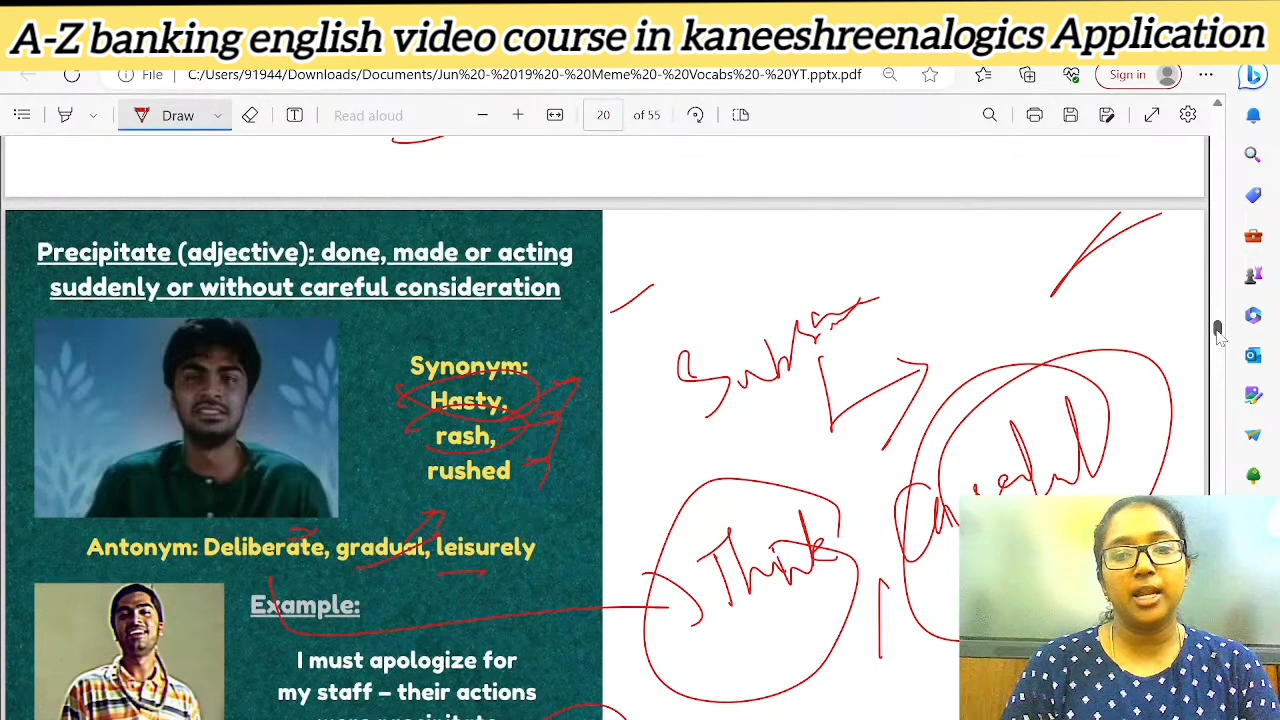 A-Z banking english video course in kaneeshreenalogics Application
File C:/Users/91944/Downloads/Documents/Jun%20-%2019%20-%20Meme%20-%20Vocabs%20-%20YT.pptx.pdf Sign in
Draw Read aloud 20 of 55
Precipitate (adjective): done, made or acting
suddenly or without careful consideration
Synonym:
Hasty,
rash,
rushed
Antonym: Deliberate, gradual, leisurely
Think
Example:
I must apologize for
my staff – their actions
were precipitate